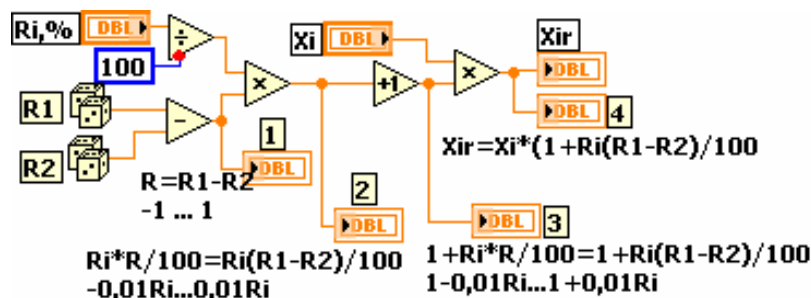 Ri,% DBL ÷
100
Xi DBL
Xir
DBL
× +1 ×
R1
R2
−
1
DBL
DBL 4
Xir=Xi*(1+Ri(R1-R2)/100
R=R1-R2
-1 ... 1
2
DBL
DBL 3
Ri*R/100=Ri(R1-R2)/100
-0,01Ri...0,01Ri
1+Ri*R/100=1+Ri(R1-R2)/100
1-0,01Ri...1+0,01Ri